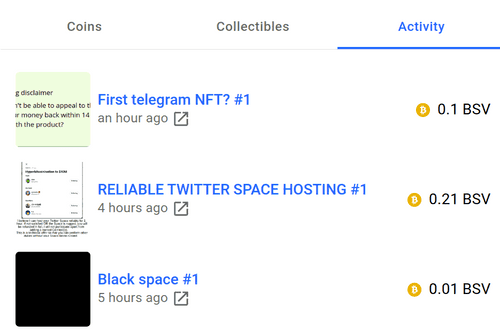 Coins
Collectibles
Activity
g disclaimer
n't be able to appeal to th
ur money back within 14
th the product?
First telegram NFT? #1
an hour ago
0.1 BSV
RELIABLE TWITTER SPACE HOSTING #1
4 hours ago
0.21 BSV
Black space #1
5 hours ago
0.01 BSV